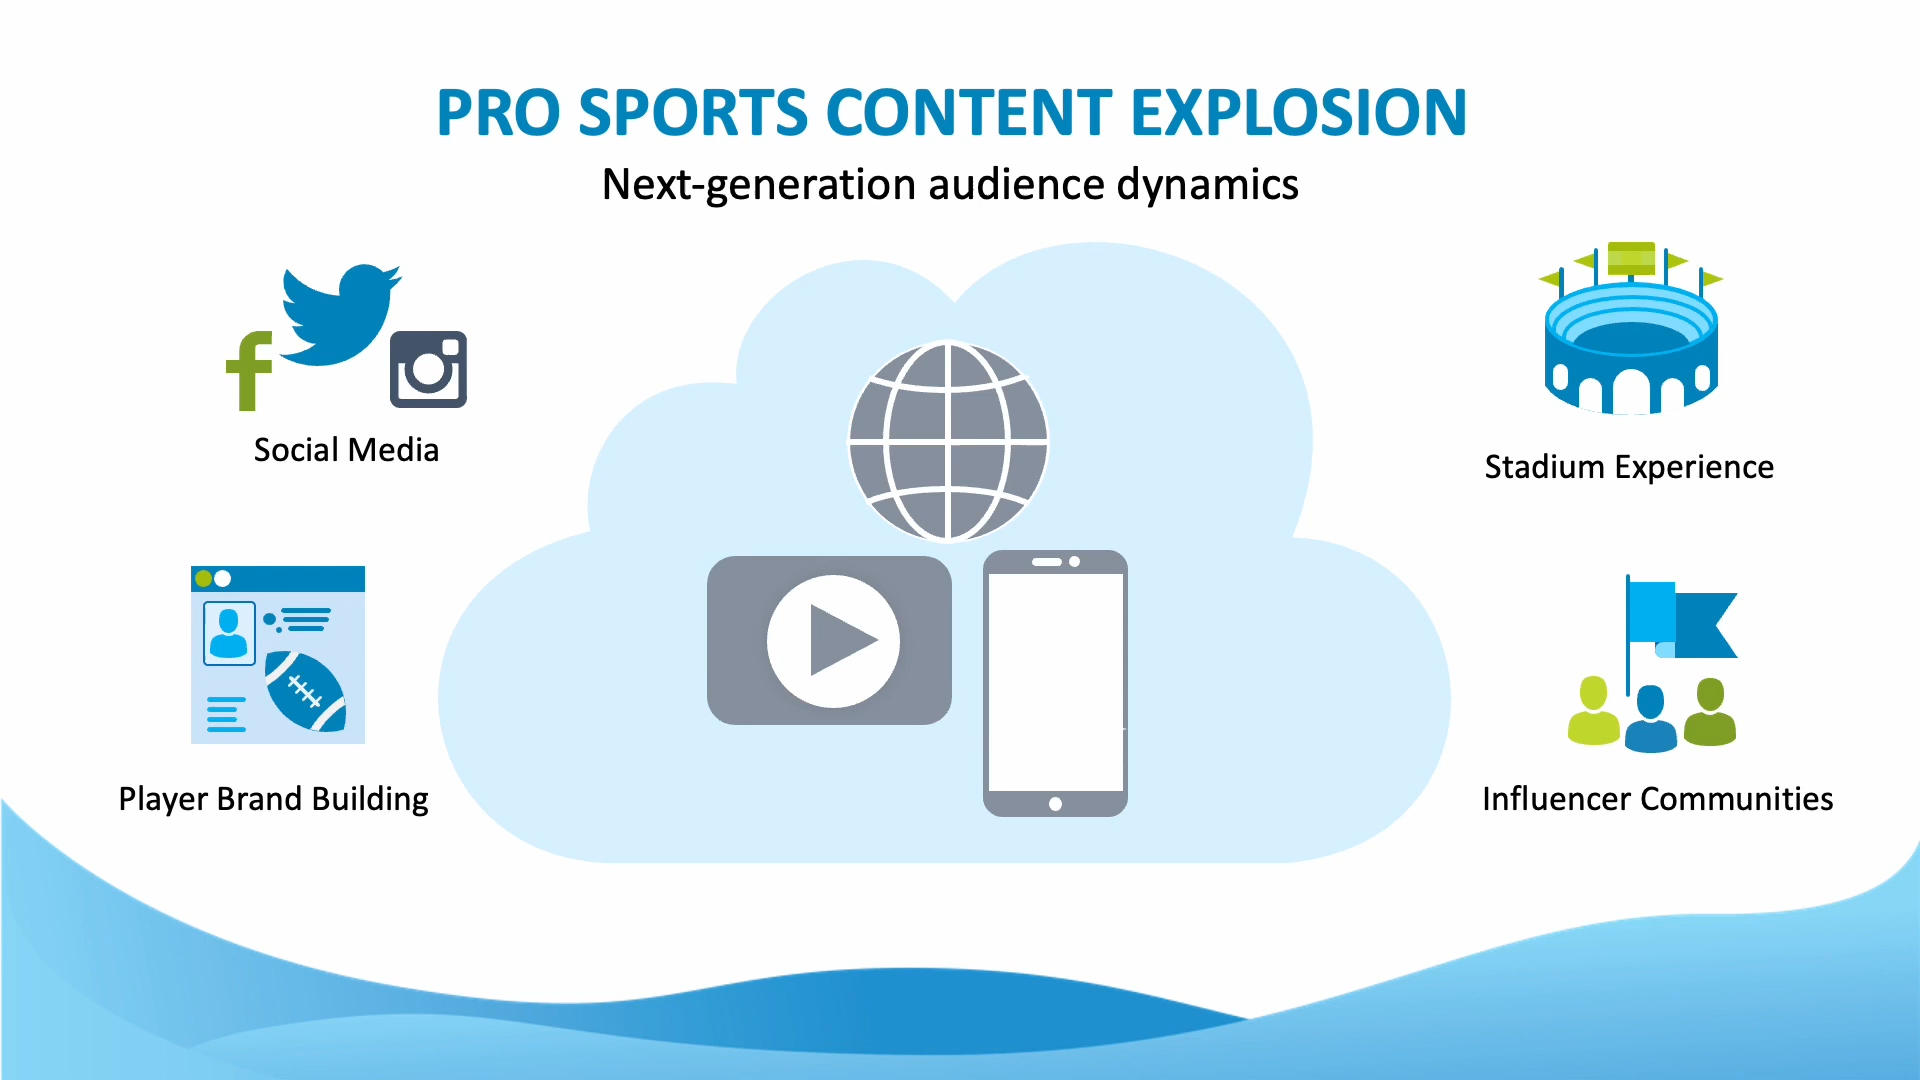 PRO SPORTS CONTENT EXPLOSION
Next-generation audience dynamics
Social Media
Stadium Experience
Player Brand Building
Influencer Communities